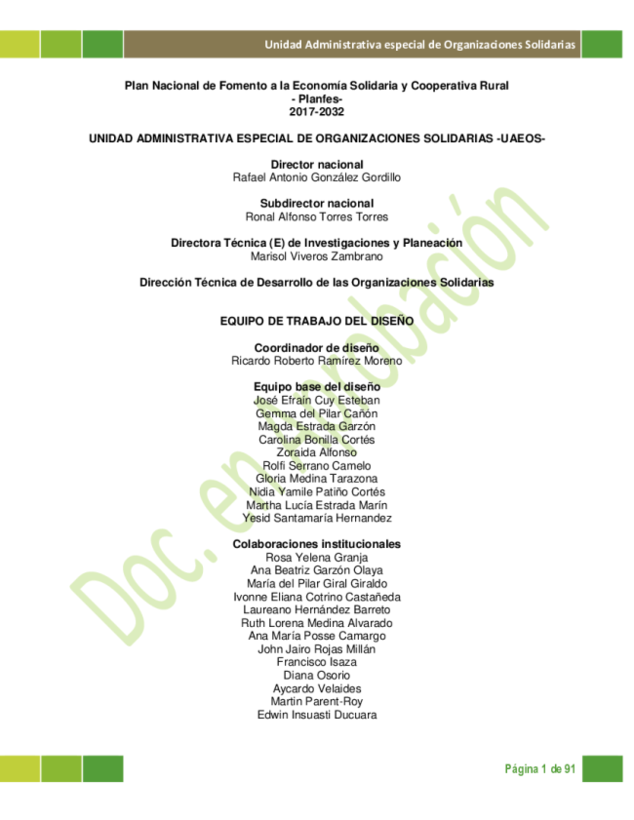 Unidad Administrativa especial de Organizaciones Solidarias
Plan Nacional de Fomento a la Economía Solidaria y Cooperativa Rural
- Planfes-
2017-2032
UNIDAD ADMINISTRATIVA ESPECIAL DE ORGANIZACIONES SOLIDARIAS -UAEOS-
Director nacional
Rafael Antonio González Gordillo
Subdirector nacional
Ronal Alfonso Torres Torres
Directora Técnica (E) de Investigaciones y Planeación
Marisol Viveros Zambrano
Dirección Técnica de Desarrollo de las Organizaciones Solidarias
EQUIPO DE TRABAJO DEL DISEÑO
Coordinador de diseño
Ricardo Roberto Ramírez Moreno
Equipo base del diseño
José Efraín Cuy Esteban
Gemma del Pilar Cañón
Magda Estrada Garzón
Carolina Bonilla Cortés
Zoraida Alfonso
Rolfi Serrano Camelo
Gloria Medina Tarazona
Nidia Yamile Patiño Cortés
Martha Lucía Estrada Marín
Yesid Santamaría Hernandez
Colaboraciones institucionales
Rosa Yelena Granja
Ana Beatriz Garzón Olaya
María del Pilar Giral Giraldo
Ivonne Eliana Cotrino Castañeda
Laureano Hernández Barreto
Ruth Lorena Medina Alvarado
Ana María Posse Camargo
John Jairo Rojas Millán
Francisco Isaza
Diana Osorio
Aycardo Velaides
Martin Parent-Roy
Edwin Insuasti Ducuara
Doc. en Aprobación
Página 1 de 91